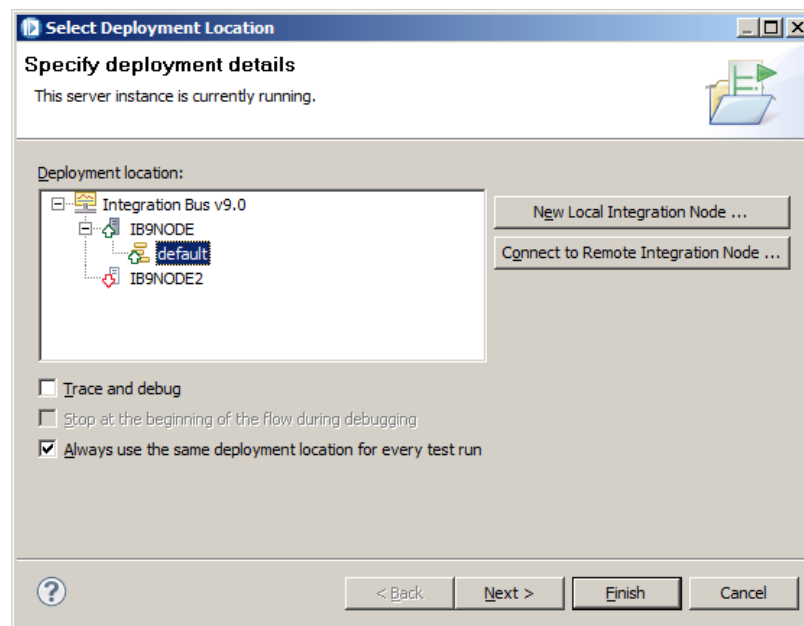 Select Deployment Location
Specify deployment details
This server instance is currently running.
Deployment location:
Integration Bus v9.0
IB9NODE
default
IB9NODE2
New Local Integration Node ...
Connect to Remote Integration Node ...
Trace and debug
Stop at the beginning of the flow during debugging
Always use the same deployment location for every test run
?
< Back
Next >
Finish
Cancel